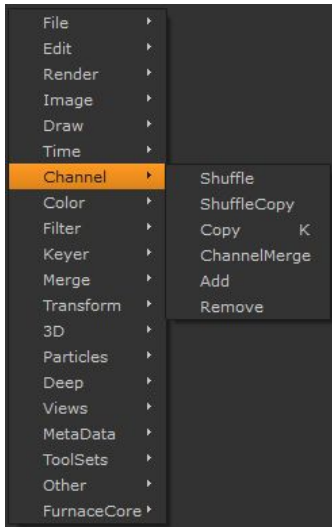 File
Edit
Render
Image
Draw
Time
Channel
Color
Filter
Keyer
Merge
Transform
3D
Particles
Deep
Views
MetaData
ToolSets
Other
FurnaceCore
Shuffle
ShuffleCopy
Copy K
ChannelMerge
Add
Remove